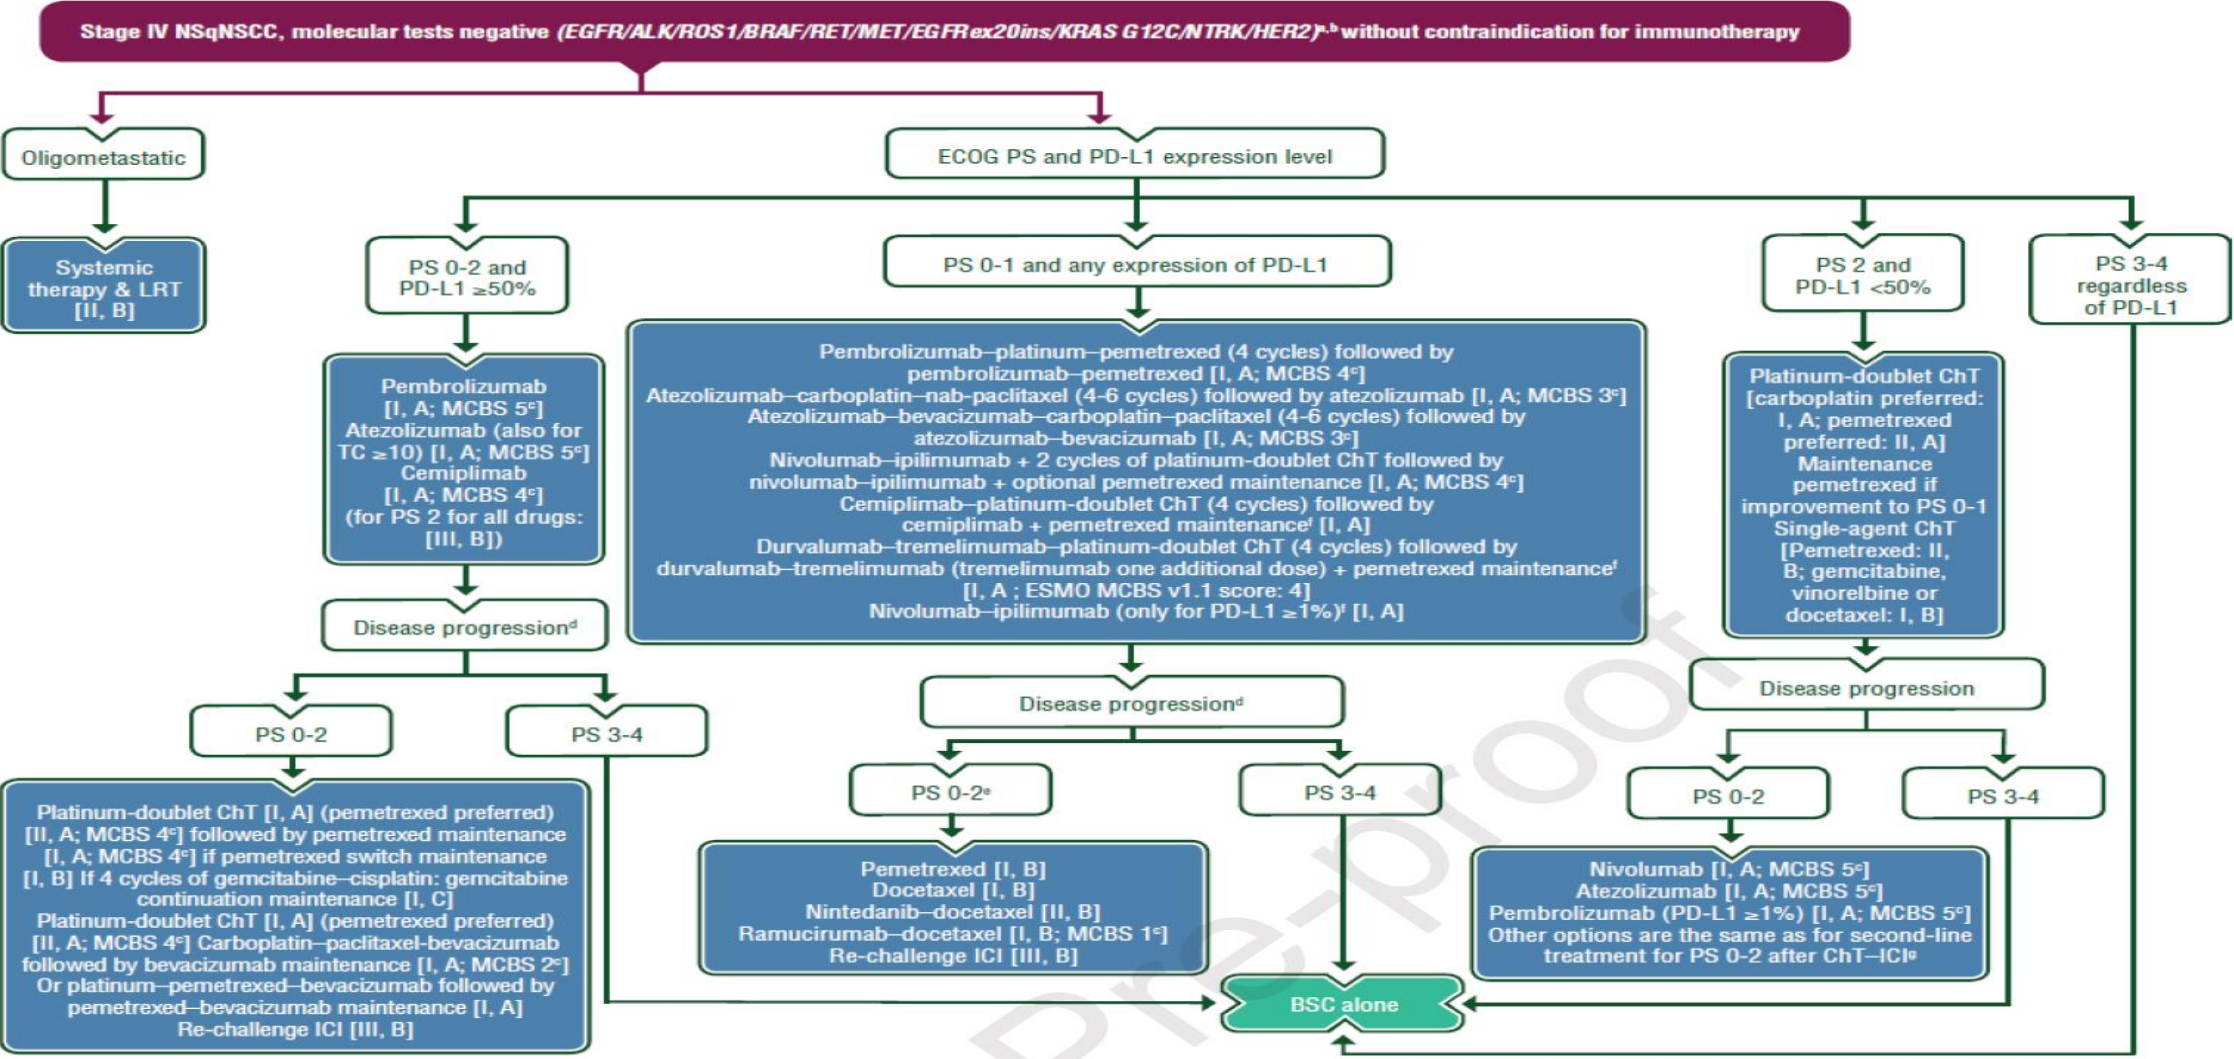 Stage IV NSqNSCC, molecular tests negative (EGFR/ALK/ROS1/BRAF/RET/MET/EGFRex20ins/KRAS G12C/NTRK/HER2)ᵃ·ᵇ without contraindication for immunotherapy
Oligometastatic
ECOG PS and PD-L1 expression level
Systemic
therapy & LRT
[II, B]
PS 0-2 and
PD-L1 ≥50%
PS 0-1 and any expression of PD-L1
PS 2 and
PD-L1 <50%
PS 3-4
regardless
of PD-L1
Pembrolizumab
[I, A; MCBS 5ᶜ]
Atezolizumab (also for
TC ≥10) [I, A; MCBS 5ᶜ]
Cemiplimab
[I, A; MCBS 4ᶜ]
(for PS 2 for all drugs:
[III, B])
Pembrolizumab–platinum–pemetrexed (4 cycles) followed by
pembrolizumab–pemetrexed [I, A; MCBS 4ᶜ]
Atezolizumab–carboplatin–nab-paclitaxel (4-6 cycles) followed by atezolizumab [I, A; MCBS 3ᶜ]
Atezolizumab–bevacizumab–carboplatin–paclitaxel (4-6 cycles) followed by
atezolizumab–bevacizumab [I, A; MCBS 3ᶜ]
Nivolumab–ipilimumab + 2 cycles of platinum-doublet ChT followed by
nivolumab–ipilimumab + optional pemetrexed maintenance [I, A; MCBS 4ᶜ]
Cemiplimab–platinum-doublet ChT (4 cycles) followed by
cemiplimab + pemetrexed maintenanceᶠ [I, A]
Durvalumab–tremelimumab–platinum-doublet ChT (4 cycles) followed by
durvalumab–tremelimumab (tremelimumab one additional dose) + pemetrexed maintenanceᶠ
[I, A ; ESMO MCBS v1.1 score: 4]
Nivolumab–ipilimumab (only for PD-L1 ≥1%)ᶠ [I, A]
Platinum-doublet ChT
[carboplatin preferred:
I, A; pemetrexed
preferred: II, A]
Maintenance
pemetrexed if
improvement to PS 0-1
Single-agent ChT
[Pemetrexed: II,
B; gemcitabine,
vinorelbine or
docetaxel: I, B]
Disease progressionᵈ
Disease progressionᵈ
Disease progression
PS 0-2
PS 3-4
PS 0-2ᵉ
PS 3-4
PS 0-2
PS 3-4
Platinum-doublet ChT [I, A] (pemetrexed preferred)
[II, A; MCBS 4ᶜ] followed by pemetrexed maintenance
[I, A; MCBS 4ᶜ] if pemetrexed switch maintenance
[I, B] If 4 cycles of gemcitabine–cisplatin: gemcitabine
continuation maintenance [I, C]
Platinum-doublet ChT [I, A] (pemetrexed preferred)
[II, A; MCBS 4ᶜ] Carboplatin–paclitaxel-bevacizumab
followed by bevacizumab maintenance [I, A; MCBS 2ᶜ]
Or platinum–pemetrexed–bevacizumab followed by
pemetrexed–bevacizumab maintenance [I, A]
Re-challenge ICI [III, B]
Pemetrexed [I, B]
Docetaxel [I, B]
Nintedanib–docetaxel [II, B]
Ramucirumab–docetaxel [I, B; MCBS 1ᶜ]
Re-challenge ICI [III, B]
Nivolumab [I, A; MCBS 5ᶜ]
Atezolizumab [I, A; MCBS 5ᶜ]
Pembrolizumab (PD-L1 ≥1%) [I, A; MCBS 5ᶜ]
Other options are the same as for second-line
treatment for PS 0-2 after ChT–ICIᵍ
BSC alone
Pre-proof